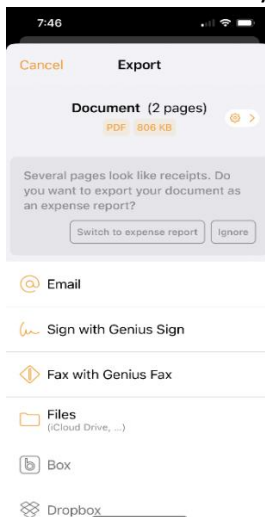 7:46
Cancel Export
Document (2 pages)
PDF 806 KB
Several pages look like receipts. Do
you want to export your document as
an expense report?
Switch to expense report Ignore
Email
Sign with Genius Sign
Fax with Genius Fax
Files
(iCloud Drive, ...)
Box
Dropbox